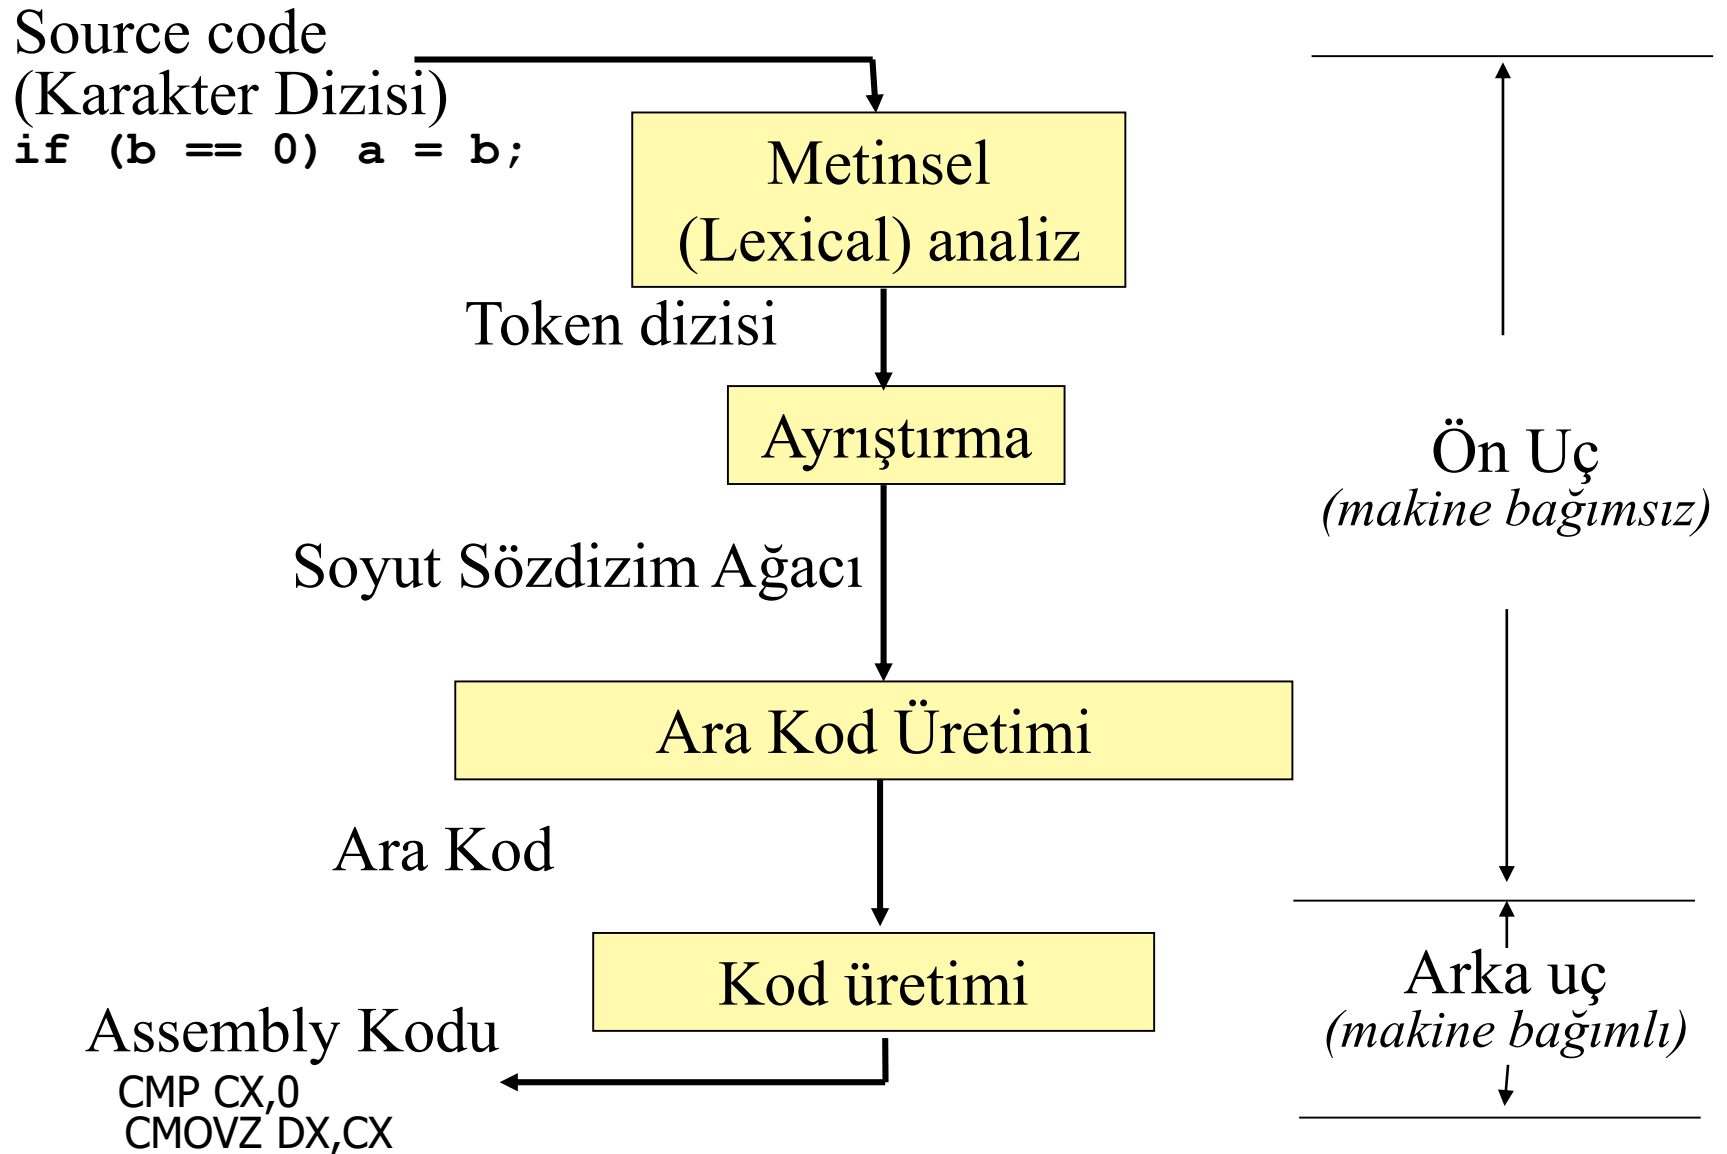 Source code
(Karakter Dizisi)
if (b == 0) a = b;
Metinsel
(Lexical) analiz
Token dizisi
Ayrıştırma
Ön Uç
(makine bağımsız)
Soyut Sözdizim Ağacı
Ara Kod Üretimi
Ara Kod
Kod üretimi
Arka uç
(makine bağımlı)
Assembly Kodu
CMP CX,0
CMOVZ DX,CX